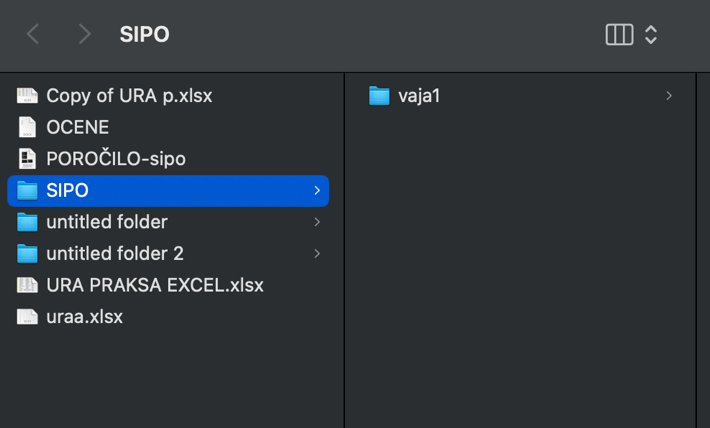 SIPO
Copy of URA p.xlsx
OCENE
POROČILO-sipo
SIPO
untitled folder
untitled folder 2
URA PRAKSA EXCEL.xlsx
uraa.xlsx
vaja1